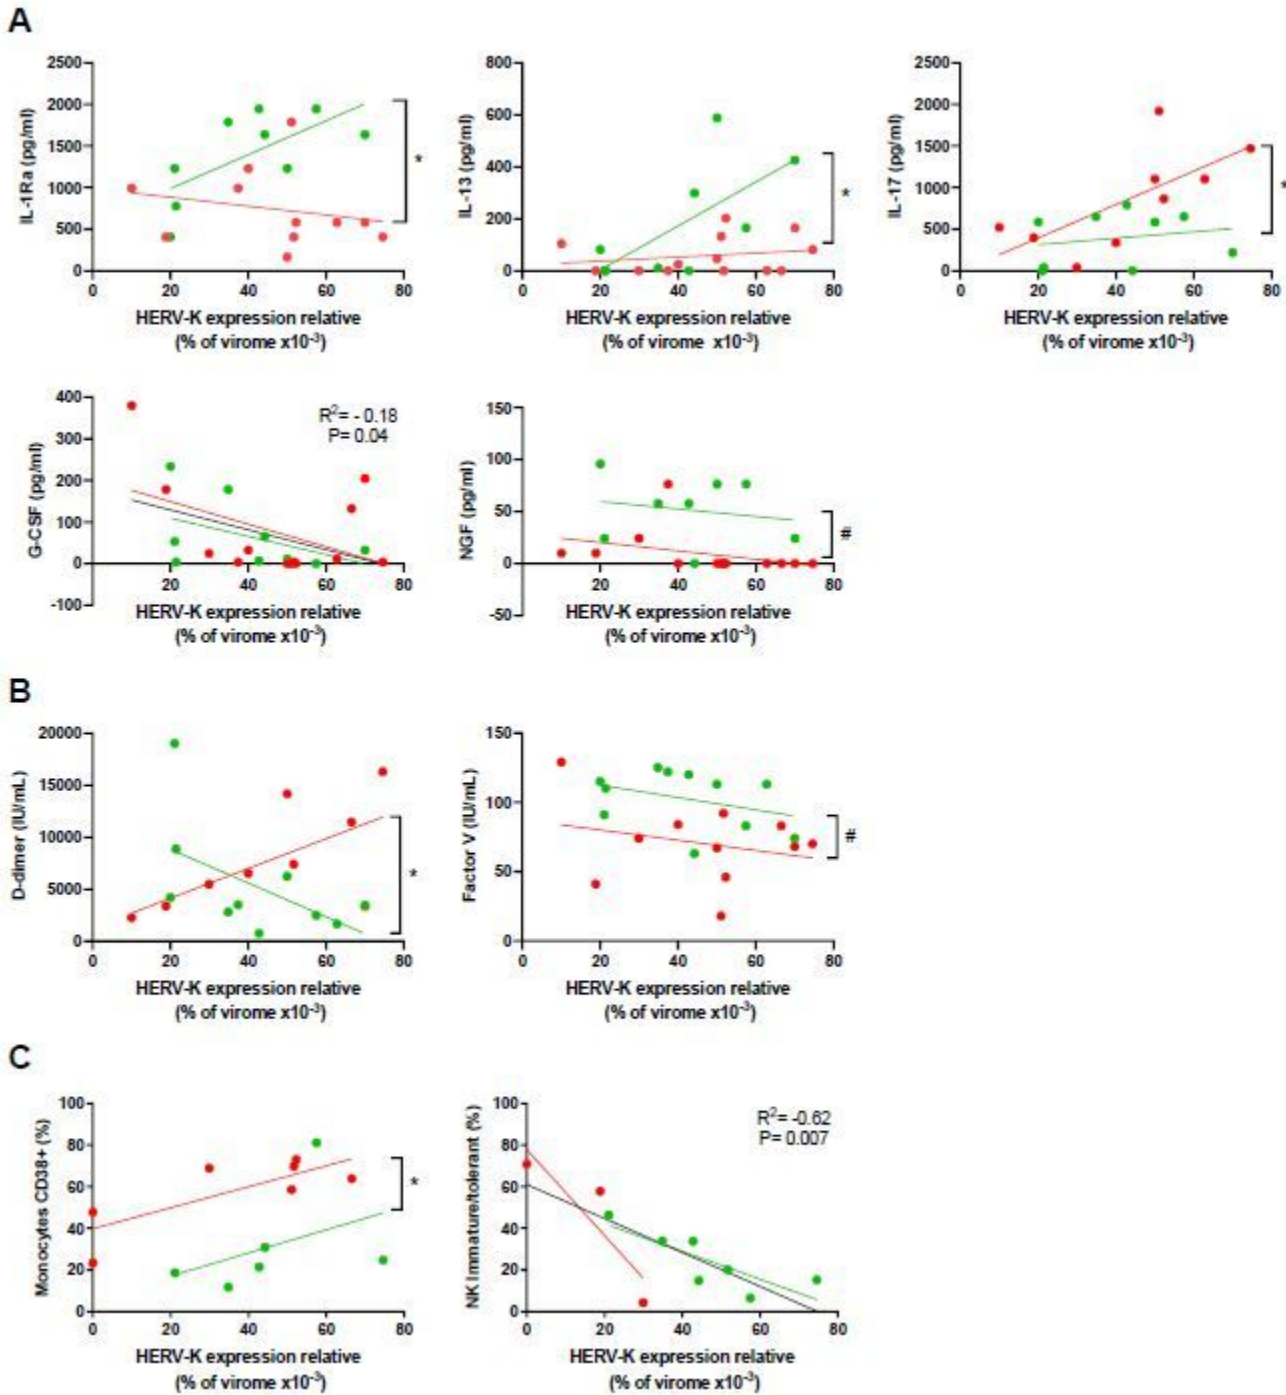 A
IL-1Ra (pg/ml)
2500
2000
1500
1000
500
0
0 20 40 60 80
*
HERV-K expression relative
(% of virome x10-3)
IL-13 (pg/ml)
800
600
400
200
0
0 20 40 60 80
*
HERV-K expression relative
(% of virome x10-3)
IL-17 (pg/ml)
2500
2000
1500
1000
500
0
0 20 40 60 80
*
HERV-K expression relative
(% of virome x10-3)
G-CSF (pg/ml)
400
300
200
100
0
-100
20 40 60 80
R2= - 0.18
P= 0.04
HERV-K expression relative
(% of virome x10-3)
NGF (pg/ml)
150
100
50
0
-50
20 40 60 80
#
HERV-K expression relative
(% of virome x10-3)
B
D-dimer (IU/mL)
20000
15000
10000
5000
0
0 20 40 60 80
*
HERV-K expression relative
(% of virome x10-3)
Factor V (IU/mL)
150
100
50
0
0 20 40 60 80
#
HERV-K expression relative
(% of virome x10-3)
C
Monocytes CD38+ (%)
100
80
60
40
20
0
0 20 40 60 80
*
HERV-K expression relative
(% of virome x10-3)
NK Immature/tolerant (%)
100
80
60
40
20
0
0 20 40 60 80
R2= -0.62
P= 0.007
HERV-K expression relative
(% of virome x10-3)